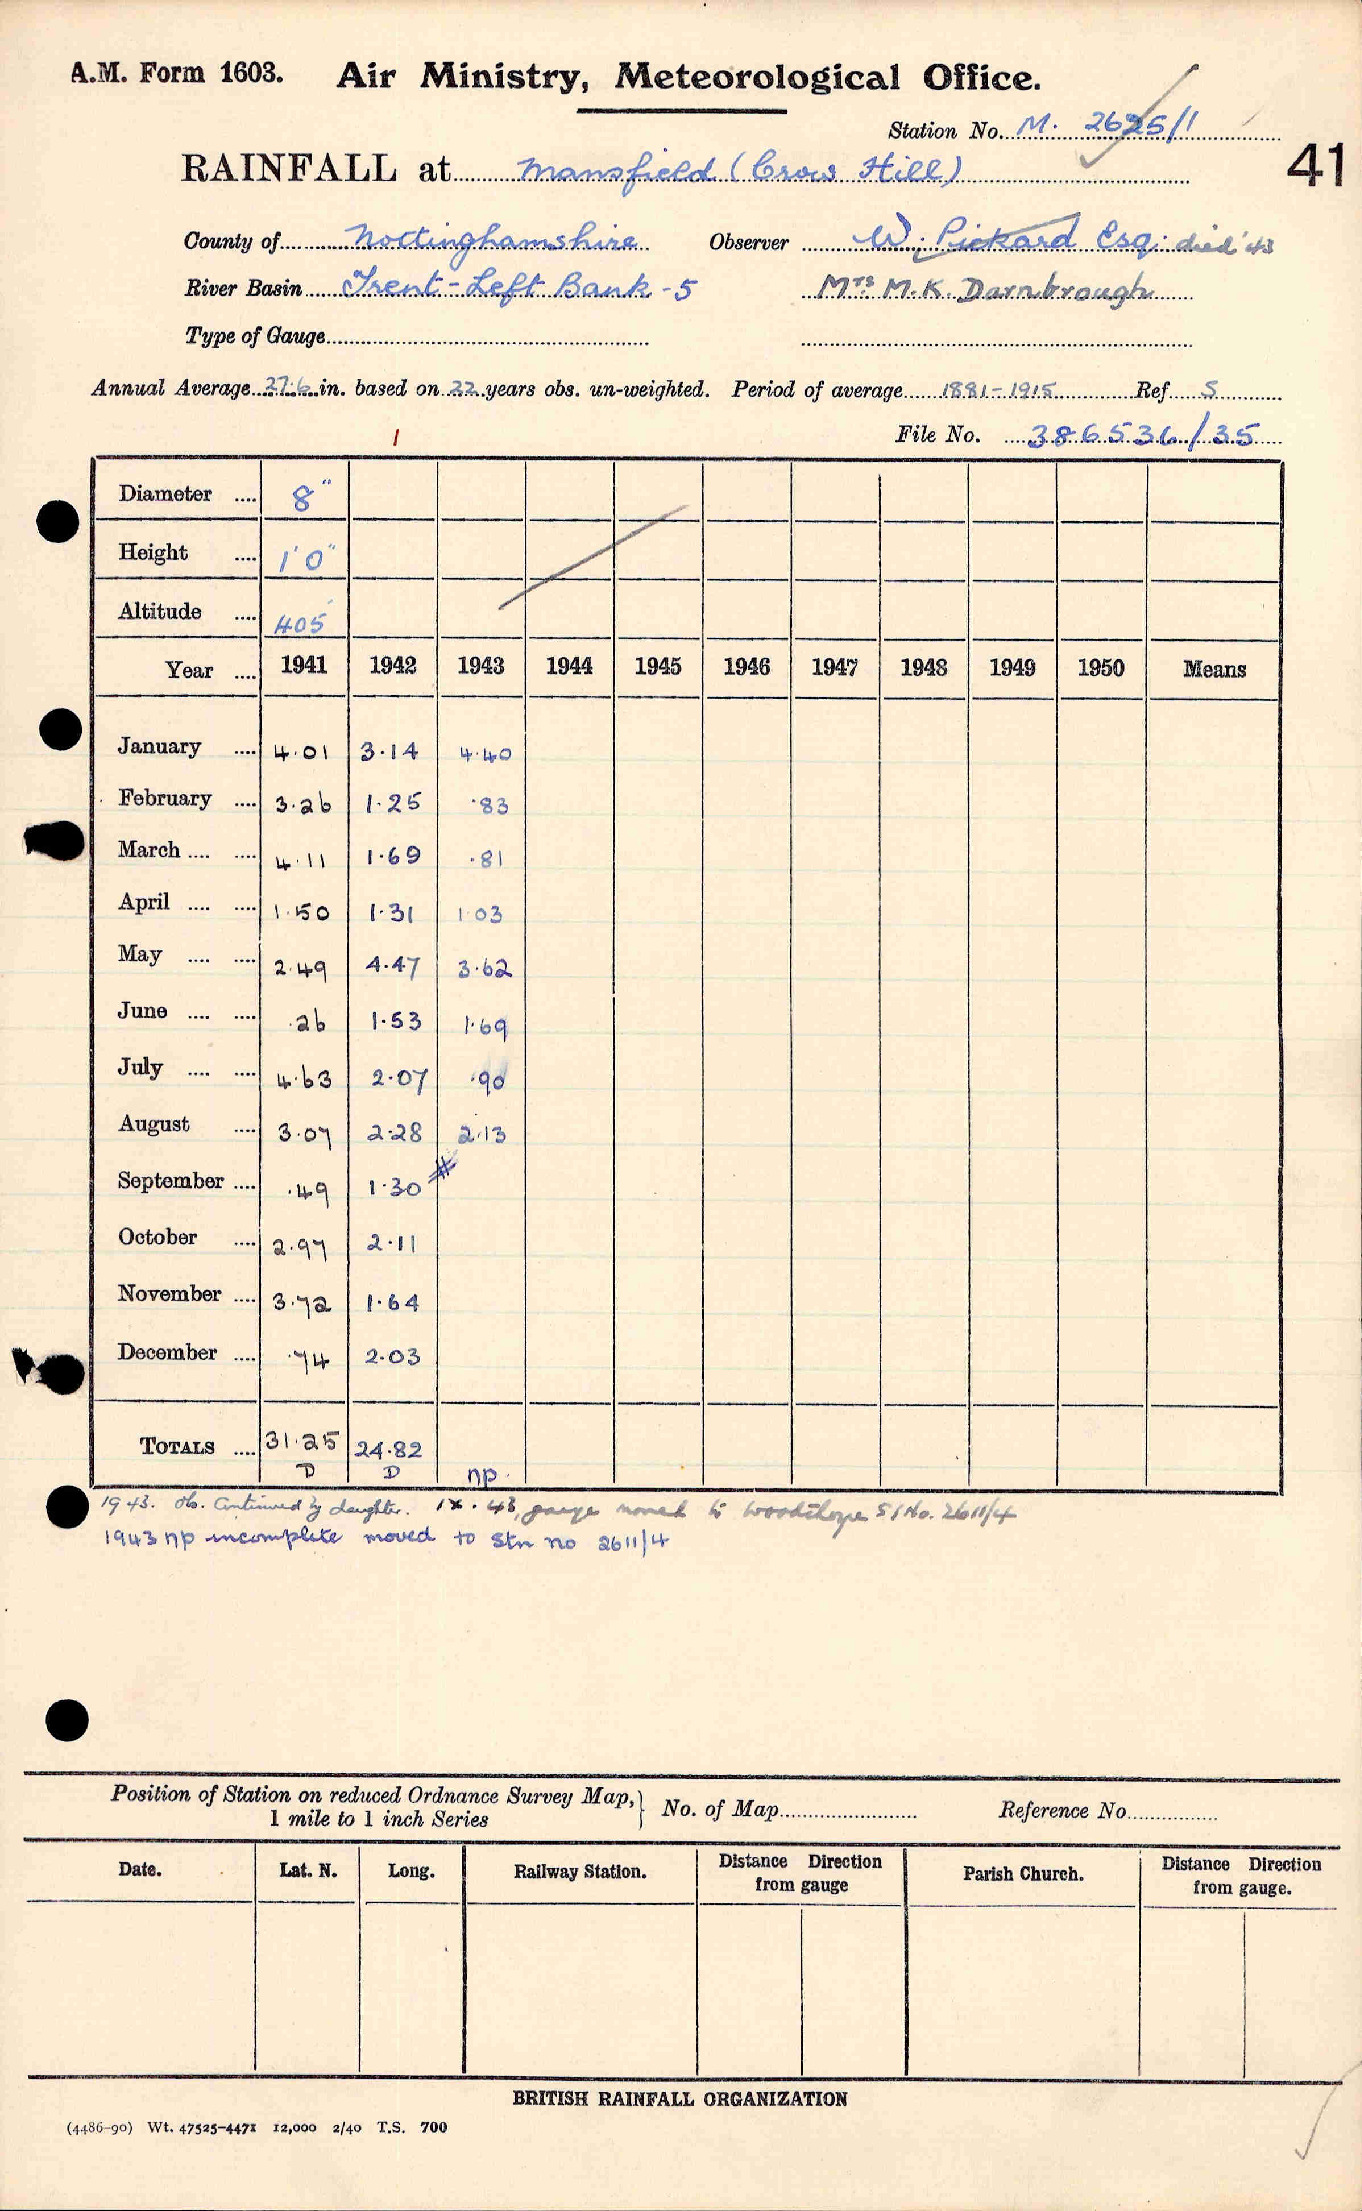 A.M. Form 1603. Air Ministry, Meteorological Office.
Station No. M. 2625/1
41
RAINFALL at Mansfield (Crow Hill)
County of Nottinghamshire Observer W. Pickard Esq. died '43
River Basin Trent - Left Bank - 5 Mrs M.K. Darnbrough
Type of Gauge
Annual Average 27.6 in. based on 22 years obs. un-weighted. Period of average 1881-1915 Ref S
1 File No. 386536/35
Diameter .... 8"
Height .... 1'0"
Altitude .... 405'
Year .... 1941 1942 1943 1944 1945 1946 1947 1948 1949 1950 Means
January .... 4.01 3.14 4.40
February .... 3.26 1.25 .83
March .... .... 4.11 1.69 .81
April .... .... 1.50 1.31 1.03
May .... .... 2.49 4.47 3.62
June .... .... .26 1.53 1.69
July .... .... 4.63 2.07 .90
August .... 3.07 2.28 2.13
September .... .49 1.30
October .... 2.97 2.11
November .... 3.72 1.64
December .... .74 2.03
TOTALS .... 31.25 24.82
D D np.
1943. Ob. Continued by daughter. IX. 43, gauge moved to Woodthorpe St No. 2611/4
1943 np incomplete moved to Stn no 2611/4
Position of Station on reduced Ordnance Survey Map, } No. of Map Reference No.
1 mile to 1 inch Series
Date. Lat. N. Long. Railway Station. Distance Direction from gauge Parish Church. Distance Direction from gauge.
BRITISH RAINFALL ORGANIZATION
(4486-90) Wt. 47525-4471 12,000 2/40 T.S. 700